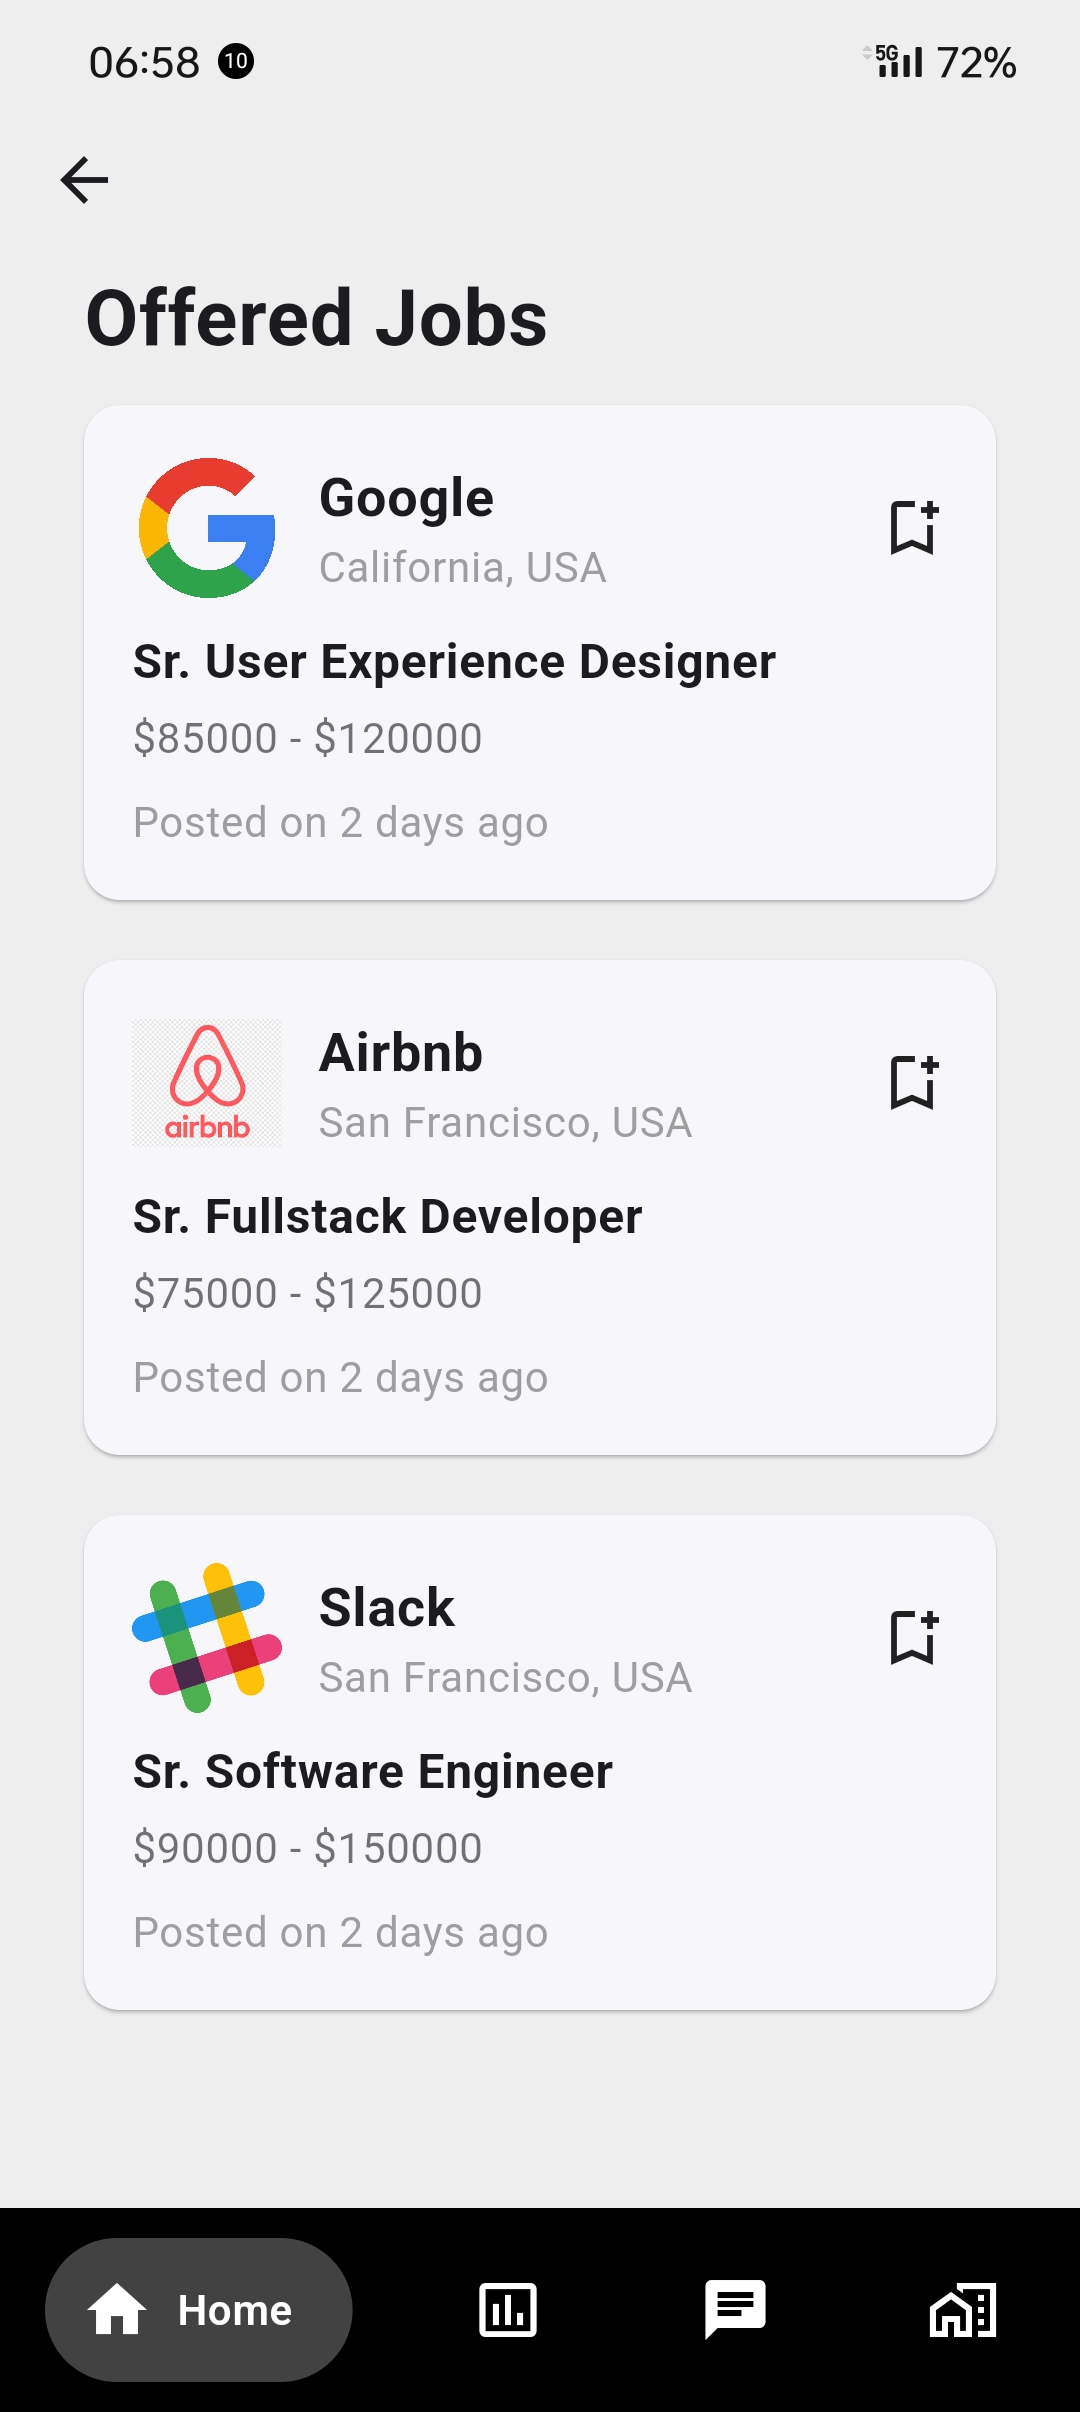 06:58 10 5G 72%
Offered Jobs
Google
California, USA
Sr. User Experience Designer
$85000 - $120000
Posted on 2 days ago
airbnb
Airbnb
San Francisco, USA
Sr. Fullstack Developer
$75000 - $125000
Posted on 2 days ago
Slack
San Francisco, USA
Sr. Software Engineer
$90000 - $150000
Posted on 2 days ago
Home